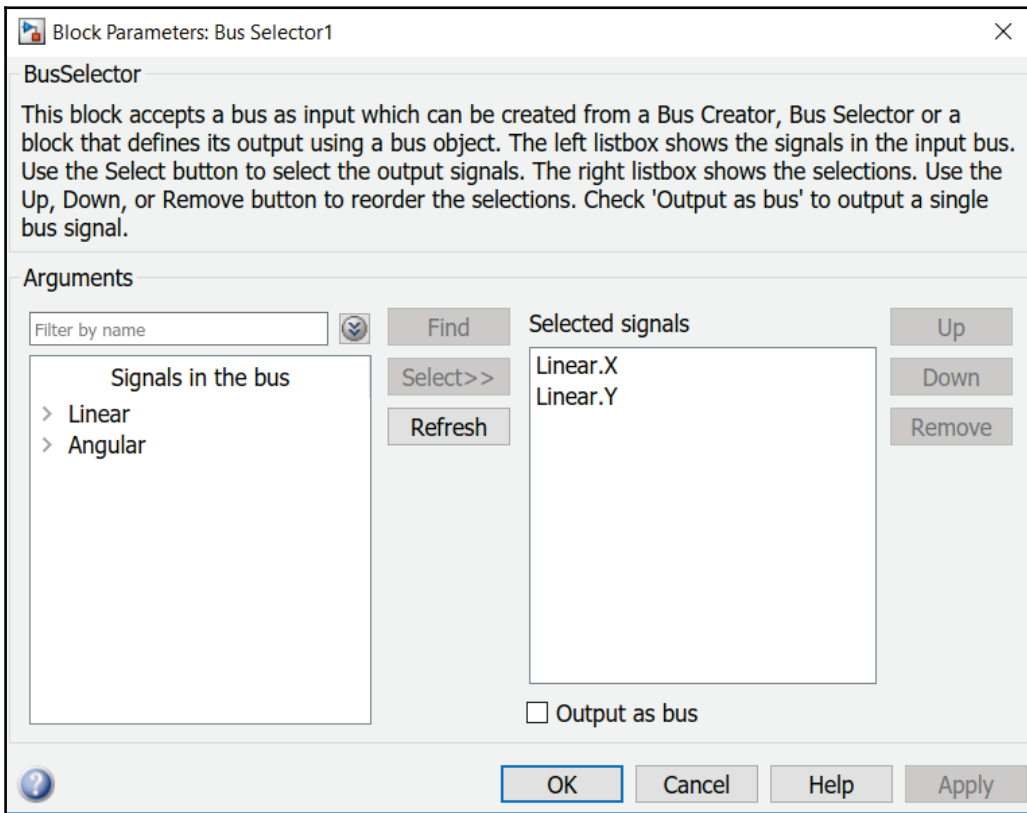 Block Parameters: Bus Selector1
BusSelector
This block accepts a bus as input which can be created from a Bus Creator, Bus Selector or a
block that defines its output using a bus object. The left listbox shows the signals in the input bus.
Use the Select button to select the output signals. The right listbox shows the selections. Use the
Up, Down, or Remove button to reorder the selections. Check 'Output as bus' to output a single
bus signal.
Arguments
Filter by name
Find
Selected signals
Up
Signals in the bus
Select>>
Linear.X
Down
Linear
Linear.Y
Angular
Refresh
Remove
Output as bus
?
OK
Cancel
Help
Apply